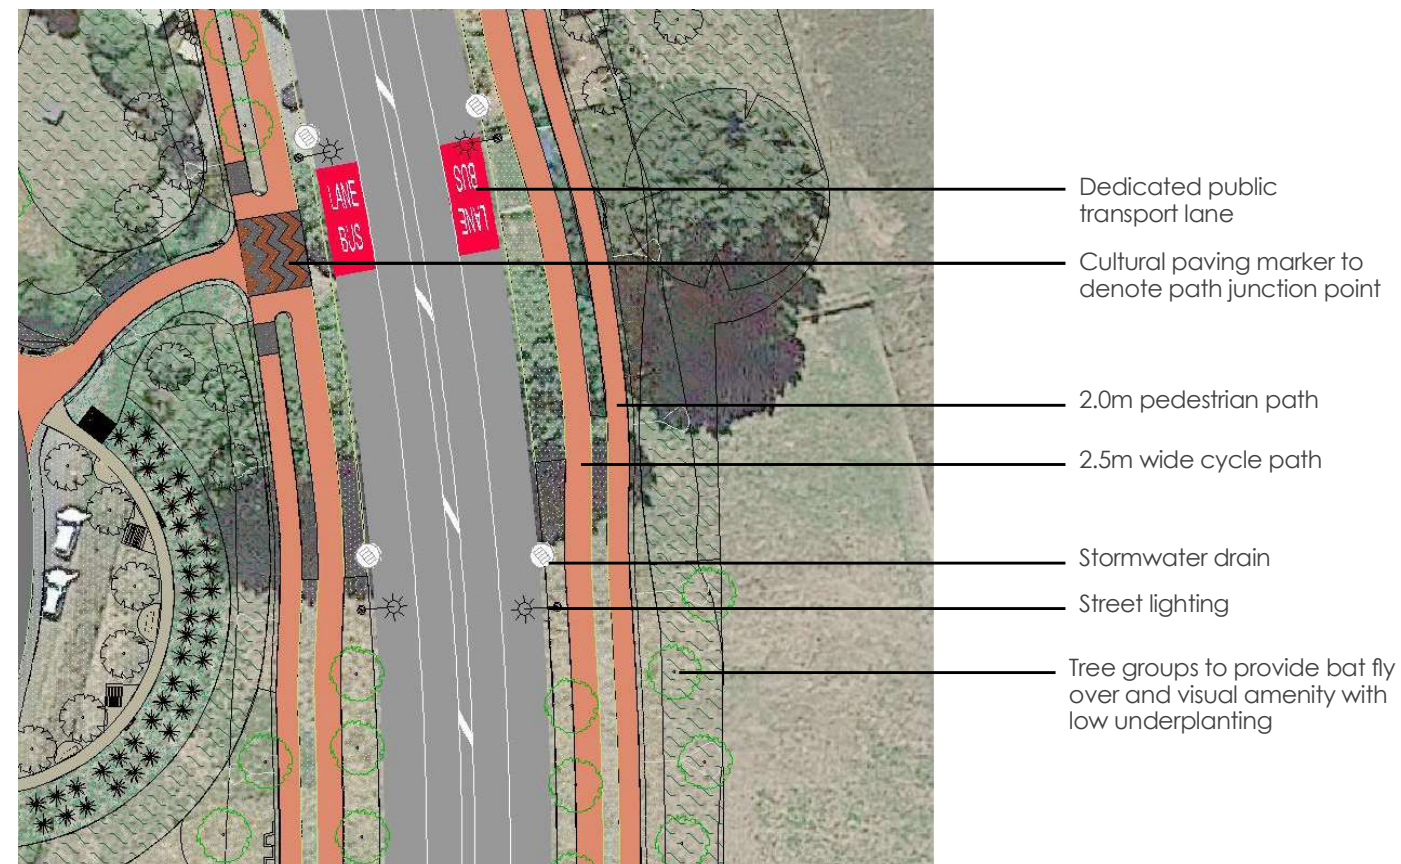 LANE
BUS
BUS
LANE
Dedicated public
transport lane
Cultural paving marker to
denote path junction point
2.0m pedestrian path
2.5m wide cycle path
Stormwater drain
Street lighting
Tree groups to provide bat fly
over and visual amenity with
low underplanting